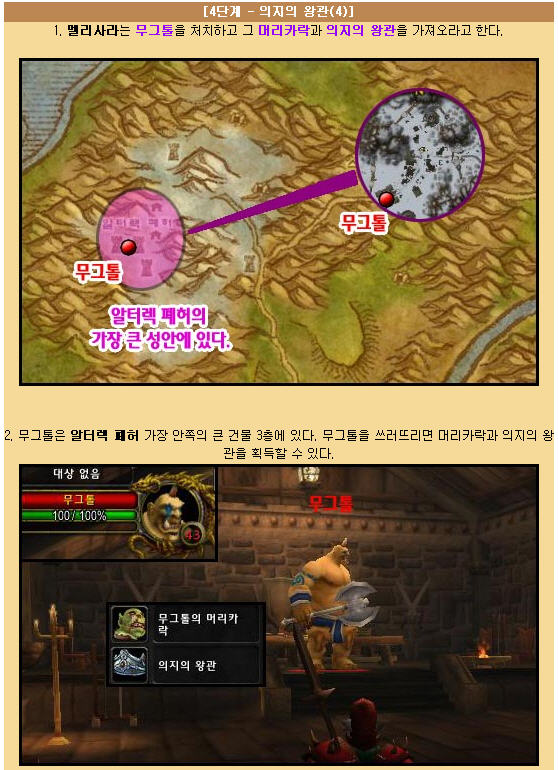 [4단계 - 의지의 왕관(4)]
1. 멜리사라는 무그톨을 처치하고 그 머리카락과 의지의 왕관을 가져오라고 한다.
무그톨
알터렉 폐허
무그톨
알터렉 폐허의
가장 큰 성안에 있다.
2. 무그톨은 알터렉 폐허 가장 안쪽의 큰 건물 3층에 있다. 무그톨을 쓰러뜨리면 머리카락과 의지의 왕
관을 획득할 수 있다.
대상 없음
무그톨
100 / 100%
43
무그톨
무그톨의 머리카
락
의지의 왕관